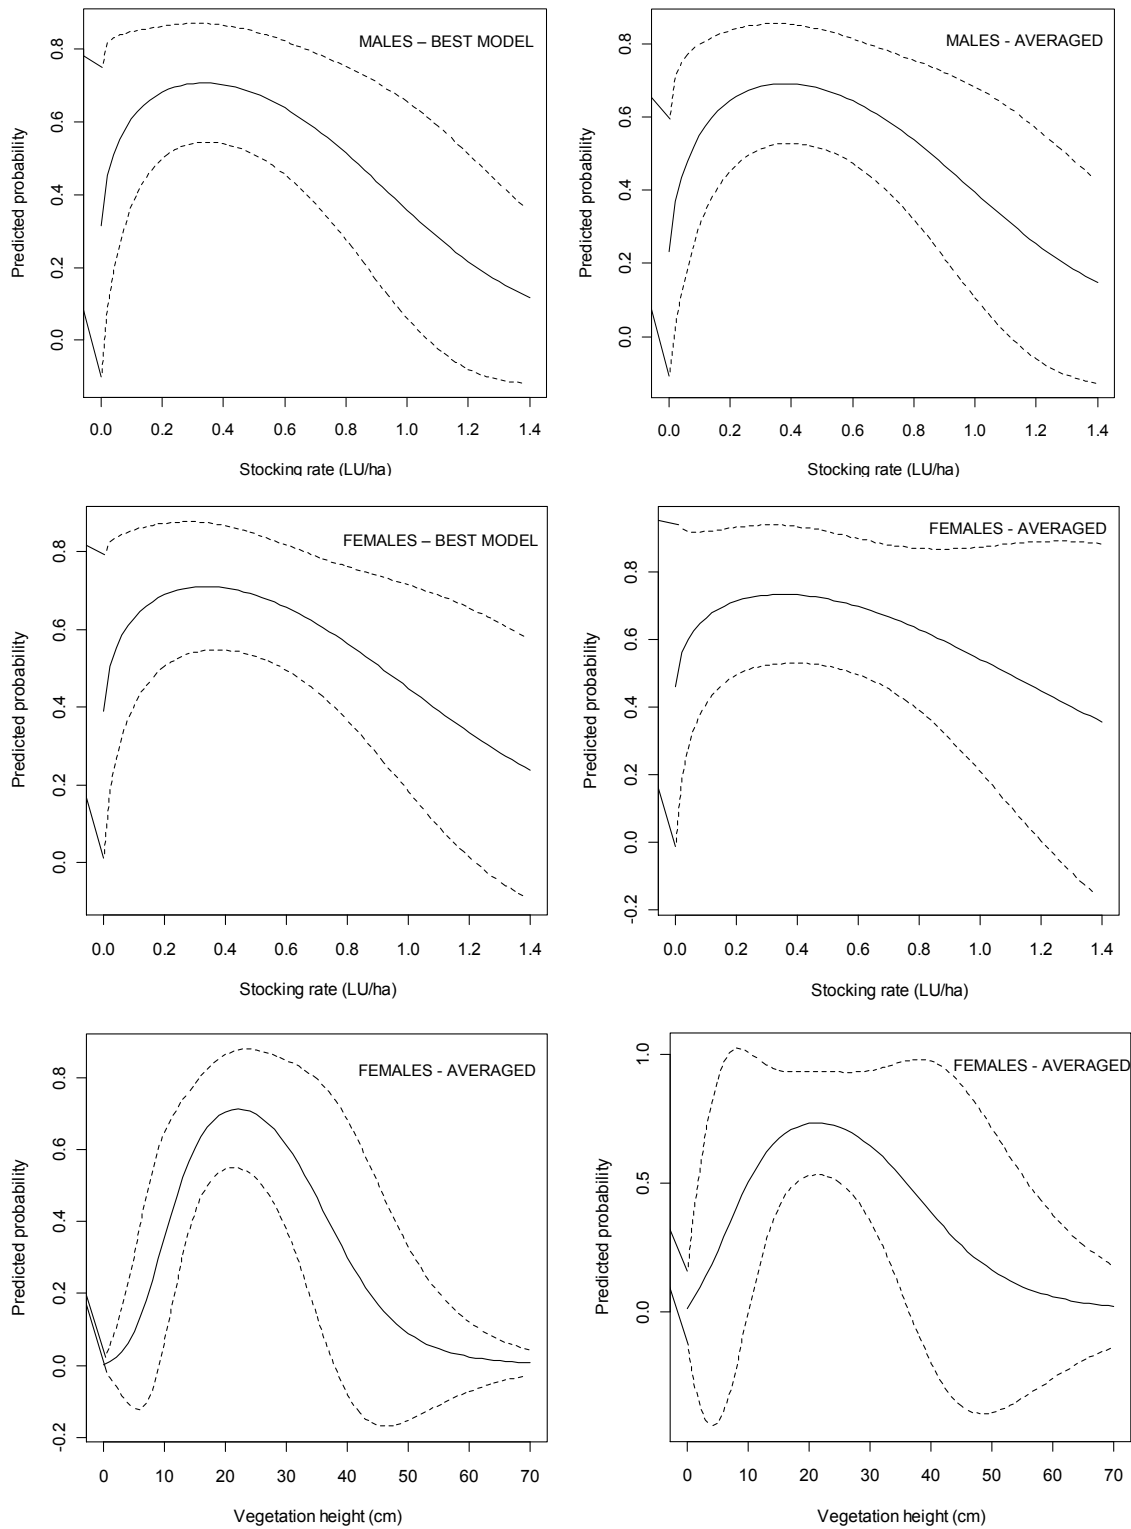 MALES – BEST MODEL
Predicted probability
0.0 0.2 0.4 0.6 0.8
0.0 0.2 0.4 0.6 0.8 1.0 1.2 1.4
Stocking rate (LU/ha)
MALES - AVERAGED
Predicted probability
0.0 0.2 0.4 0.6 0.8
0.0 0.2 0.4 0.6 0.8 1.0 1.2 1.4
Stocking rate (LU/ha)
FEMALES – BEST MODEL
Predicted probability
0.0 0.2 0.4 0.6 0.8
0.0 0.2 0.4 0.6 0.8 1.0 1.2 1.4
Stocking rate (LU/ha)
FEMALES - AVERAGED
Predicted probability
-0.2 0.0 0.2 0.4 0.6 0.8
0.0 0.2 0.4 0.6 0.8 1.0 1.2 1.4
Stocking rate (LU/ha)
FEMALES - AVERAGED
Predicted probability
-0.2 0.0 0.2 0.4 0.6 0.8
0 10 20 30 40 50 60 70
Vegetation height (cm)
FEMALES - AVERAGED
Predicted probability
0.0 0.5 1.0
0 10 20 30 40 50 60 70
Vegetation height (cm)